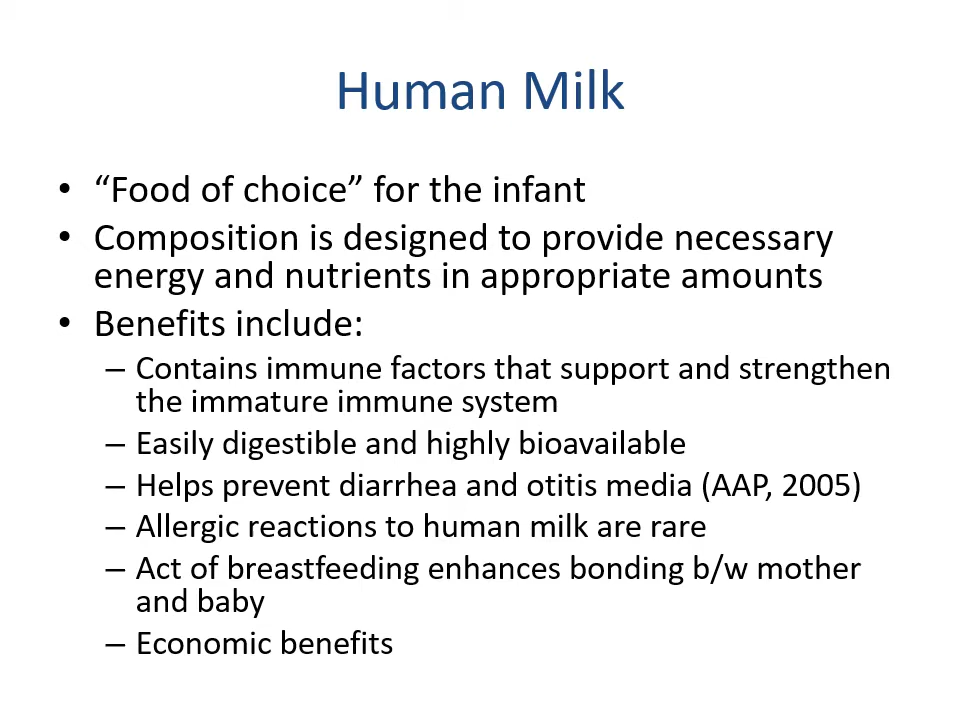 Human Milk
• “Food of choice” for the infant
• Composition is designed to provide necessary
energy and nutrients in appropriate amounts
• Benefits include:
– Contains immune factors that support and strengthen
the immature immune system
– Easily digestible and highly bioavailable
– Helps prevent diarrhea and otitis media (AAP, 2005)
– Allergic reactions to human milk are rare
– Act of breastfeeding enhances bonding b/w mother
and baby
– Economic benefits